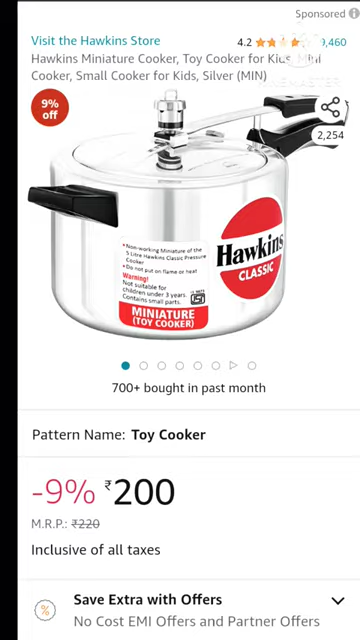 Sponsored
Visit the Hawkins Store 4.2 9,460
Hawkins Miniature Cooker, Toy Cooker for Kids, Mini
Cooker, Small Cooker for Kids, Silver (MIN)
9%
off
2,254
• Non-working Miniature of the
5 Litre Hawkins Classic Pressure
Cooker
• Do not put on flame or heat
Warning!
Not suitable for
children under 3 years.
Contains small parts.
ISI
MINIATURE
(TOY COOKER)
Hawkins
CLASSIC
700+ bought in past month
Pattern Name: Toy Cooker
-9% ₹200
M.R.P.: ₹220
Inclusive of all taxes
% Save Extra with Offers
No Cost EMI Offers and Partner Offers